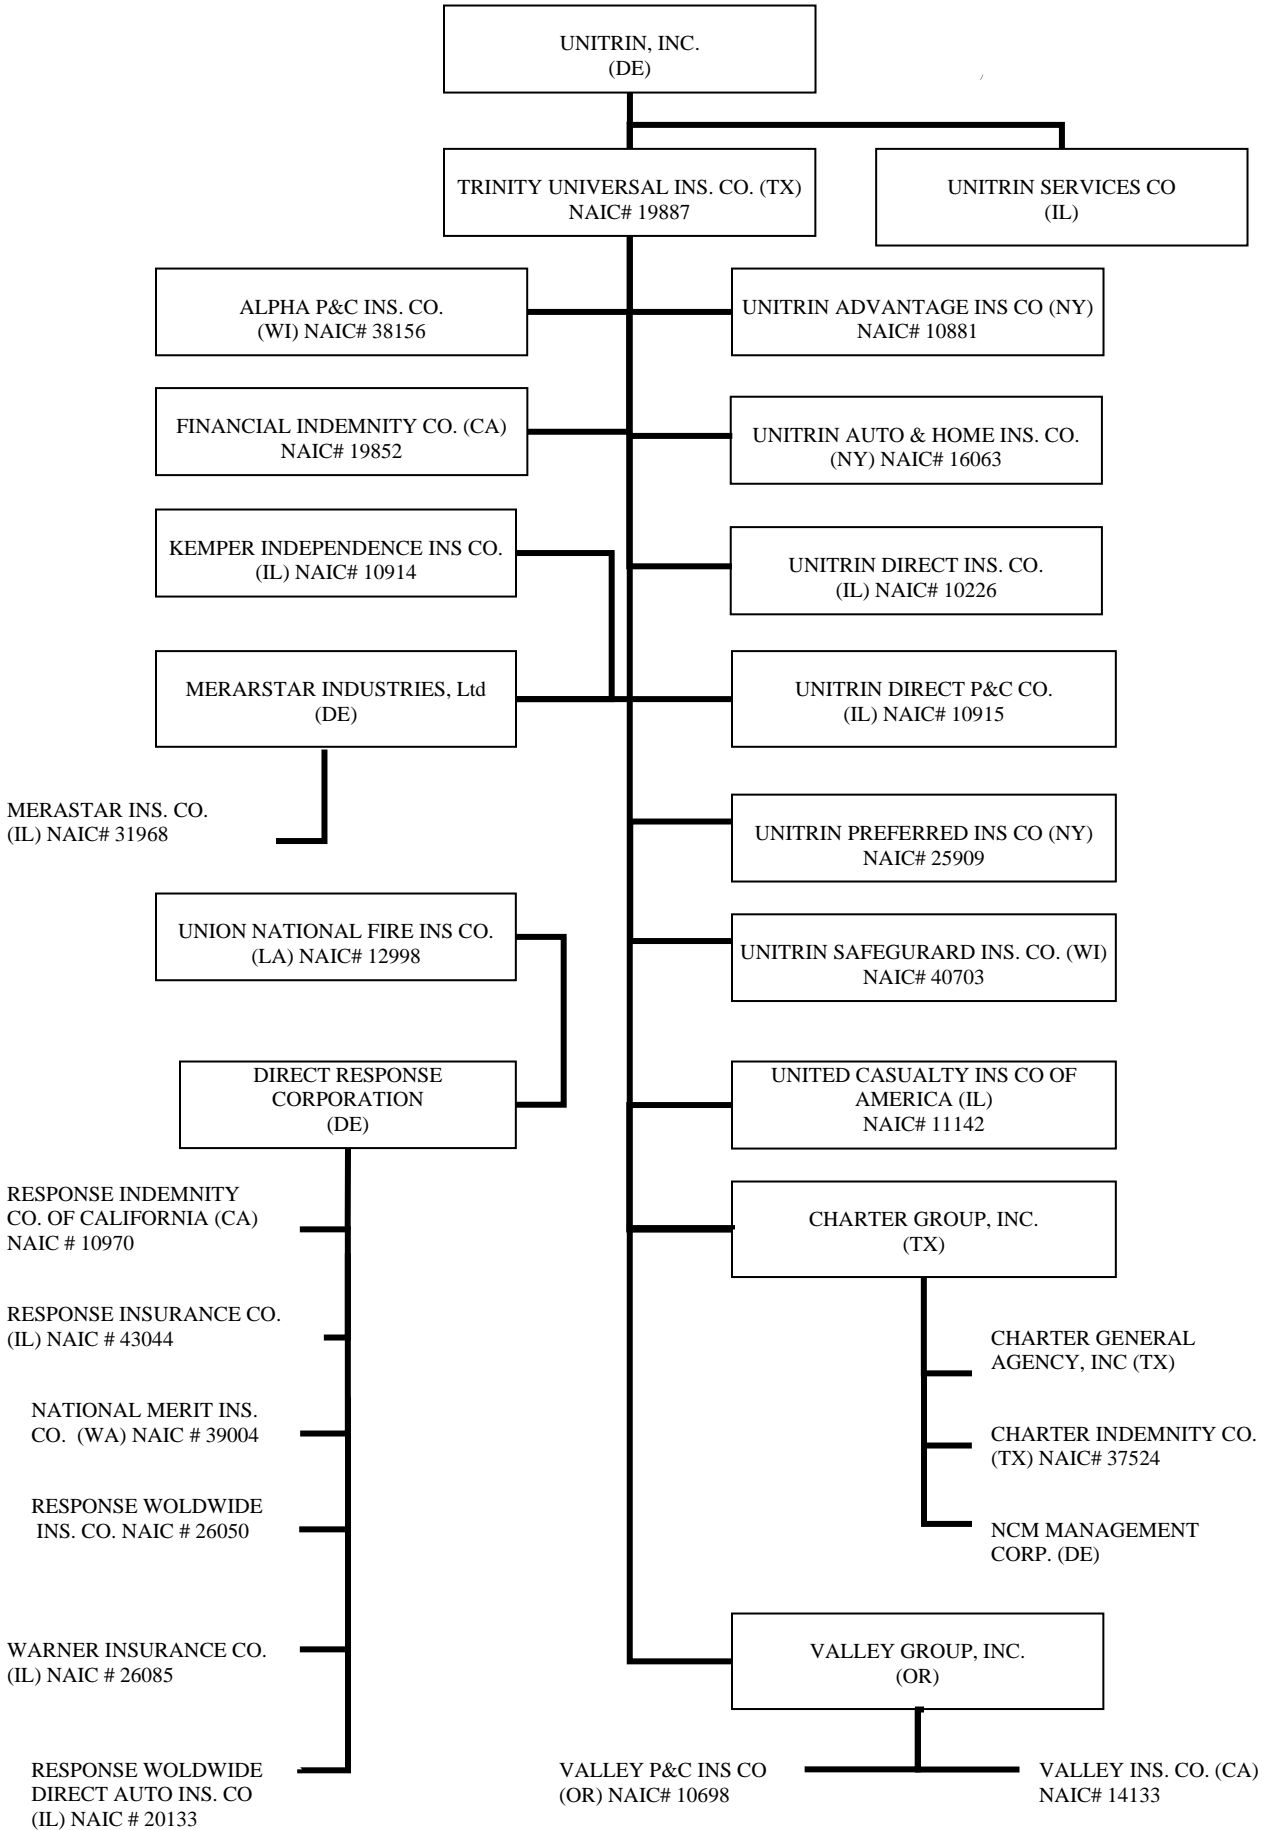 UNITRIN, INC.
(DE)
TRINITY UNIVERSAL INS. CO. (TX)
NAIC# 19887
UNITRIN SERVICES CO
(IL)
ALPHA P&C INS. CO.
(WI) NAIC# 38156
UNITRIN ADVANTAGE INS CO (NY)
NAIC# 10881
FINANCIAL INDEMNITY CO. (CA)
NAIC# 19852
UNITRIN AUTO & HOME INS. CO.
(NY) NAIC# 16063
KEMPER INDEPENDENCE INS CO.
(IL) NAIC# 10914
UNITRIN DIRECT INS. CO.
(IL) NAIC# 10226
MERARSTAR INDUSTRIES, Ltd
(DE)
UNITRIN DIRECT P&C CO.
(IL) NAIC# 10915
MERASTAR INS. CO.
(IL) NAIC# 31968
UNITRIN PREFERRED INS CO (NY)
NAIC# 25909
UNION NATIONAL FIRE INS CO.
(LA) NAIC# 12998
UNITRIN SAFEGURARD INS. CO. (WI)
NAIC# 40703
DIRECT RESPONSE
CORPORATION
(DE)
UNITED CASUALTY INS CO OF
AMERICA (IL)
NAIC# 11142
RESPONSE INDEMNITY
CO. OF CALIFORNIA (CA)
NAIC # 10970
CHARTER GROUP, INC.
(TX)
RESPONSE INSURANCE CO.
(IL) NAIC # 43044
CHARTER GENERAL
AGENCY, INC (TX)
NATIONAL MERIT INS.
CO. (WA) NAIC # 39004
CHARTER INDEMNITY CO.
(TX) NAIC# 37524
RESPONSE WOLDWIDE
INS. CO. NAIC # 26050
NCM MANAGEMENT
CORP. (DE)
WARNER INSURANCE CO.
(IL) NAIC # 26085
VALLEY GROUP, INC.
(OR)
RESPONSE WOLDWIDE
DIRECT AUTO INS. CO
(IL) NAIC # 20133
VALLEY P&C INS CO
(OR) NAIC# 10698
VALLEY INS. CO. (CA)
NAIC# 14133